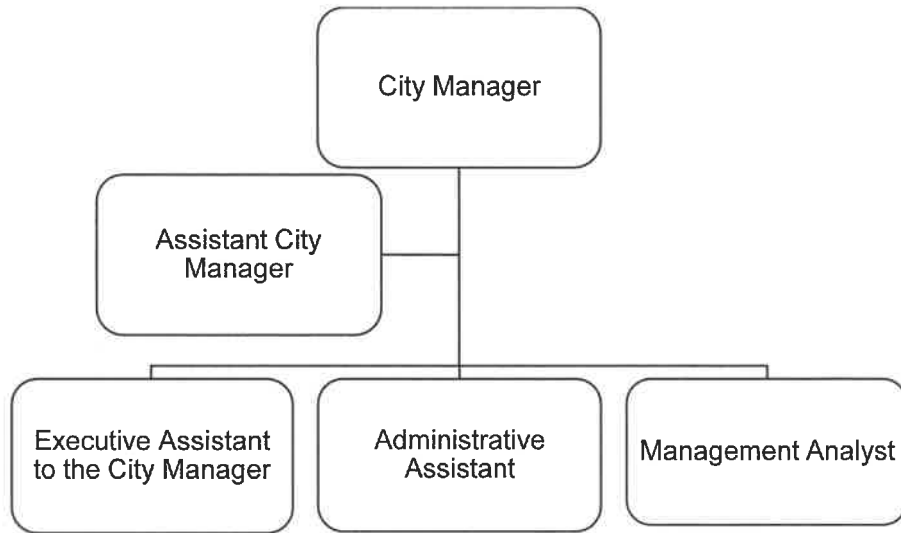 City Manager
Assistant City
Manager
Executive Assistant
to the City Manager
Administrative
Assistant
Management Analyst